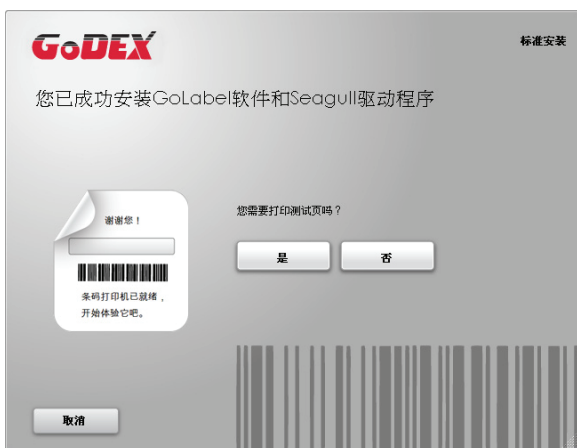 GoDEX
标准安装
您已成功安装GoLabel软件和Seagull驱动程序
谢谢您！
条码打印机已就绪，
开始体验它吧。
您需要打印测试页吗？
是
否
取消